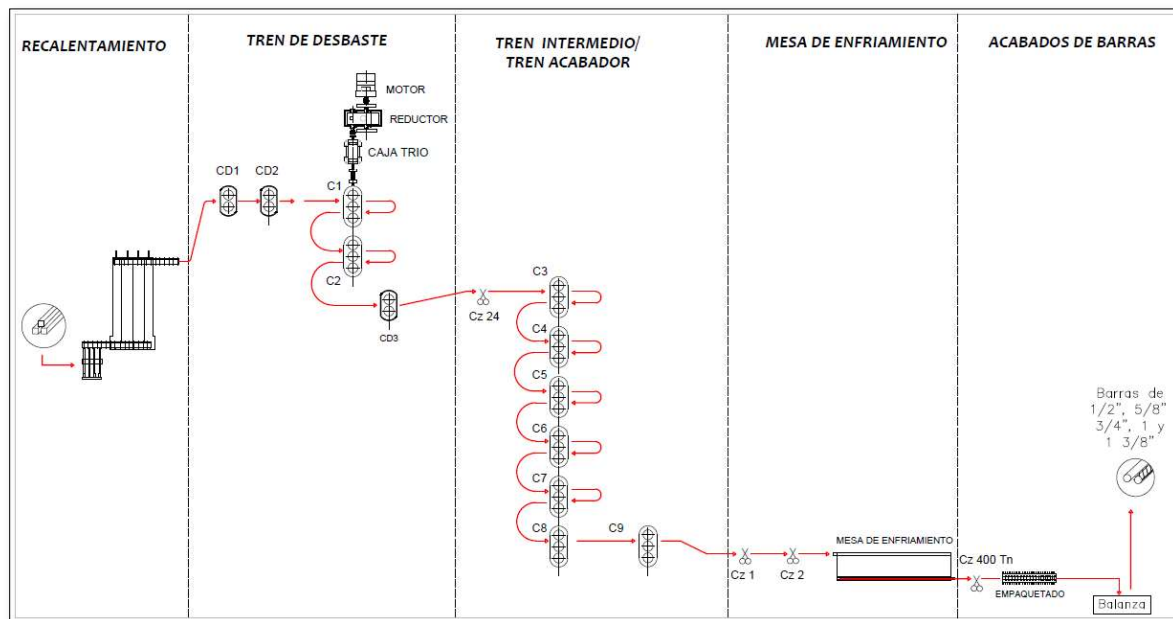 RECALENTAMIENTO
TREN DE DESBASTE
TREN INTERMEDIO/
TREN ACABADOR
MESA DE ENFRIAMIENTO
ACABADOS DE BARRAS
MOTOR
REDUCTOR
CAJA TRIO
CD1
CD2
C1
C2
CD3
Cz 24
C3
C4
C5
C6
C7
C8
C9
Cz 1
Cz 2
MESA DE ENFRIAMIENTO
Cz 400 Tn
EMPAQUETADO
Balanza
Barras de
1/2", 5/8"
3/4", 1 y
1 3/8"